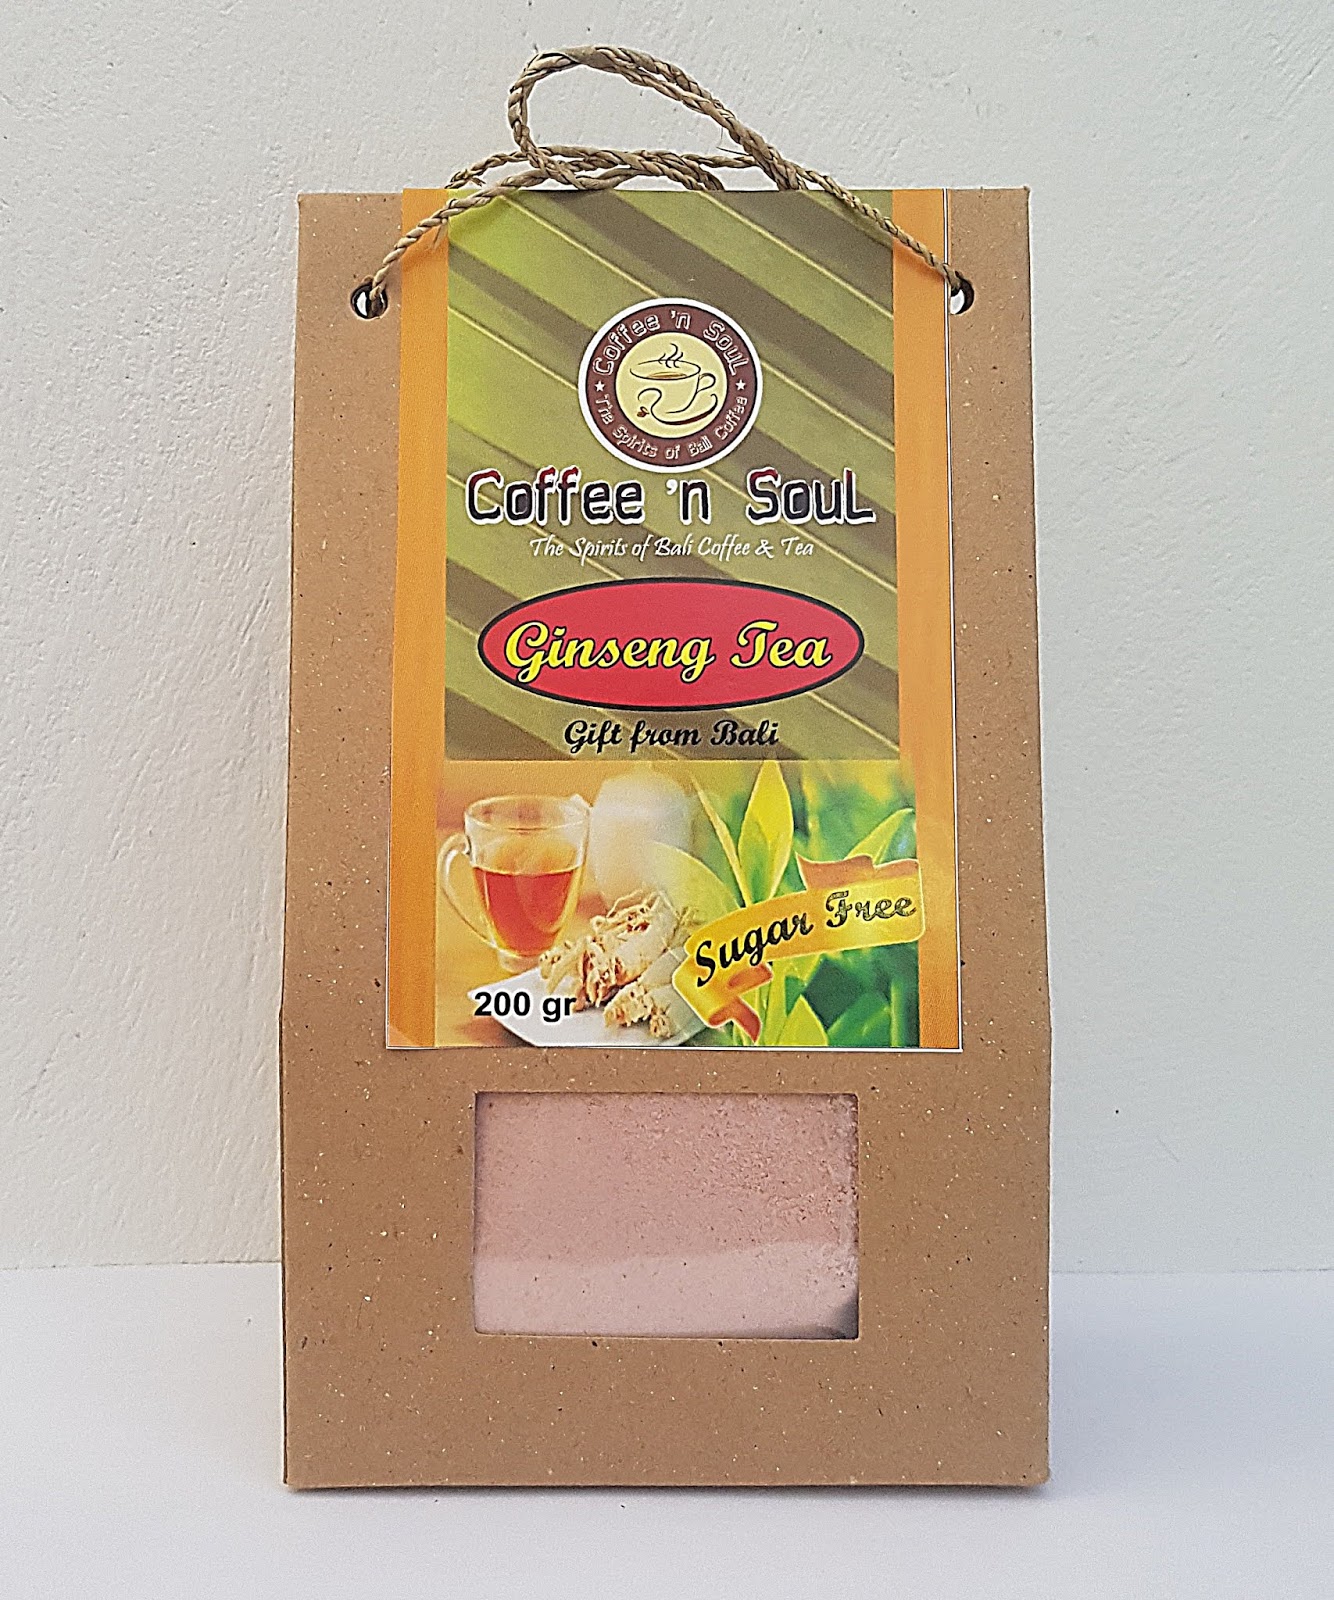 Coffee 'n SouL
The Spirits of Bali Coffee
Coffee 'n SouL
The Spirits of Bali Coffee & Tea
Ginseng Tea
Gift from Bali
Sugar Free
200 gr